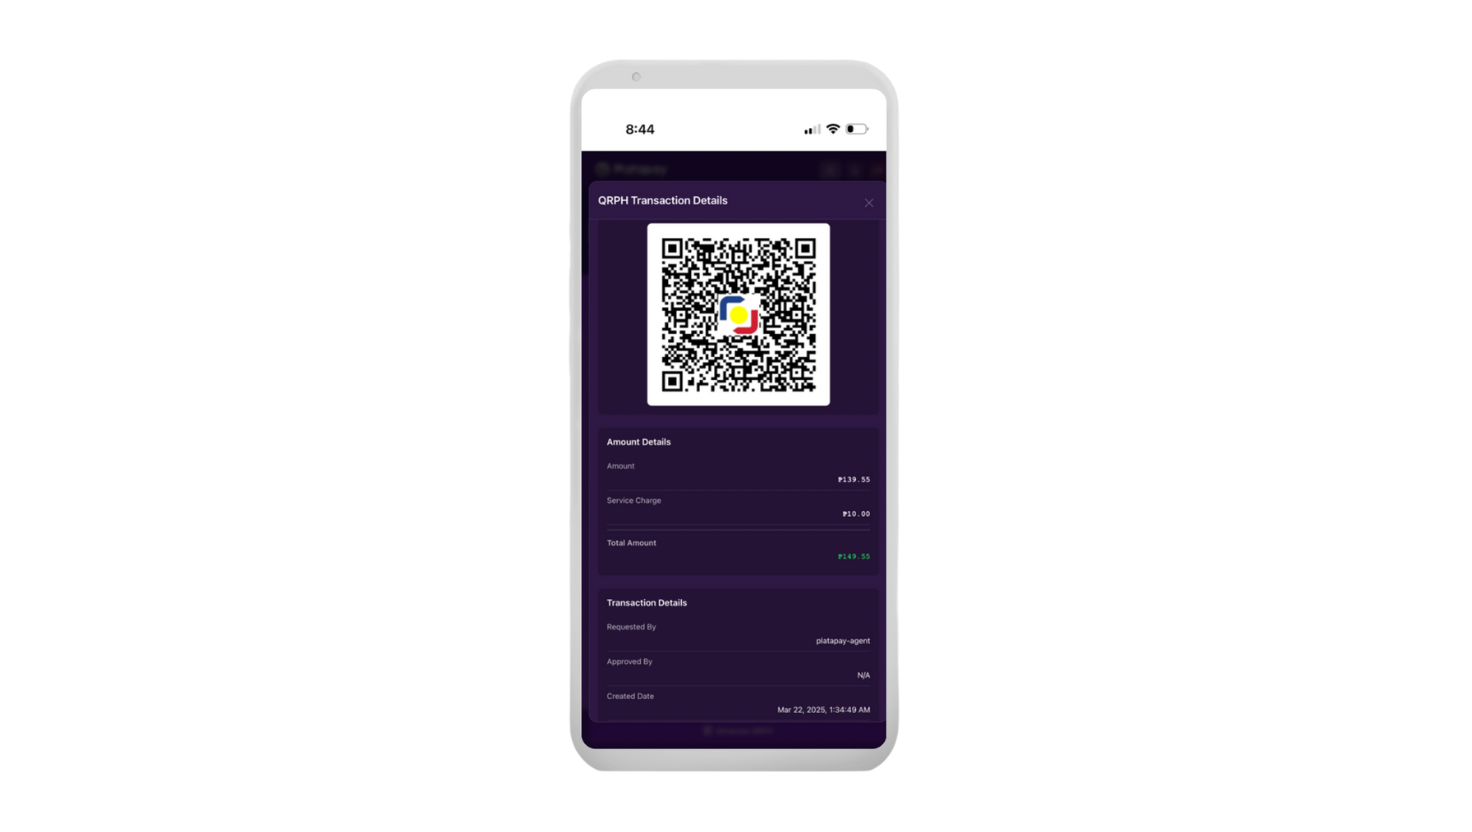 8:44
Platapay
QRPH Transaction Details
Amount Details
Amount
₱139.55
Service Charge
₱10.00
Total Amount
₱149.55
Transaction Details
Requested By
platapay-agent
Approved By
N/A
Created Date
Mar 22, 2025, 1:34:49 AM